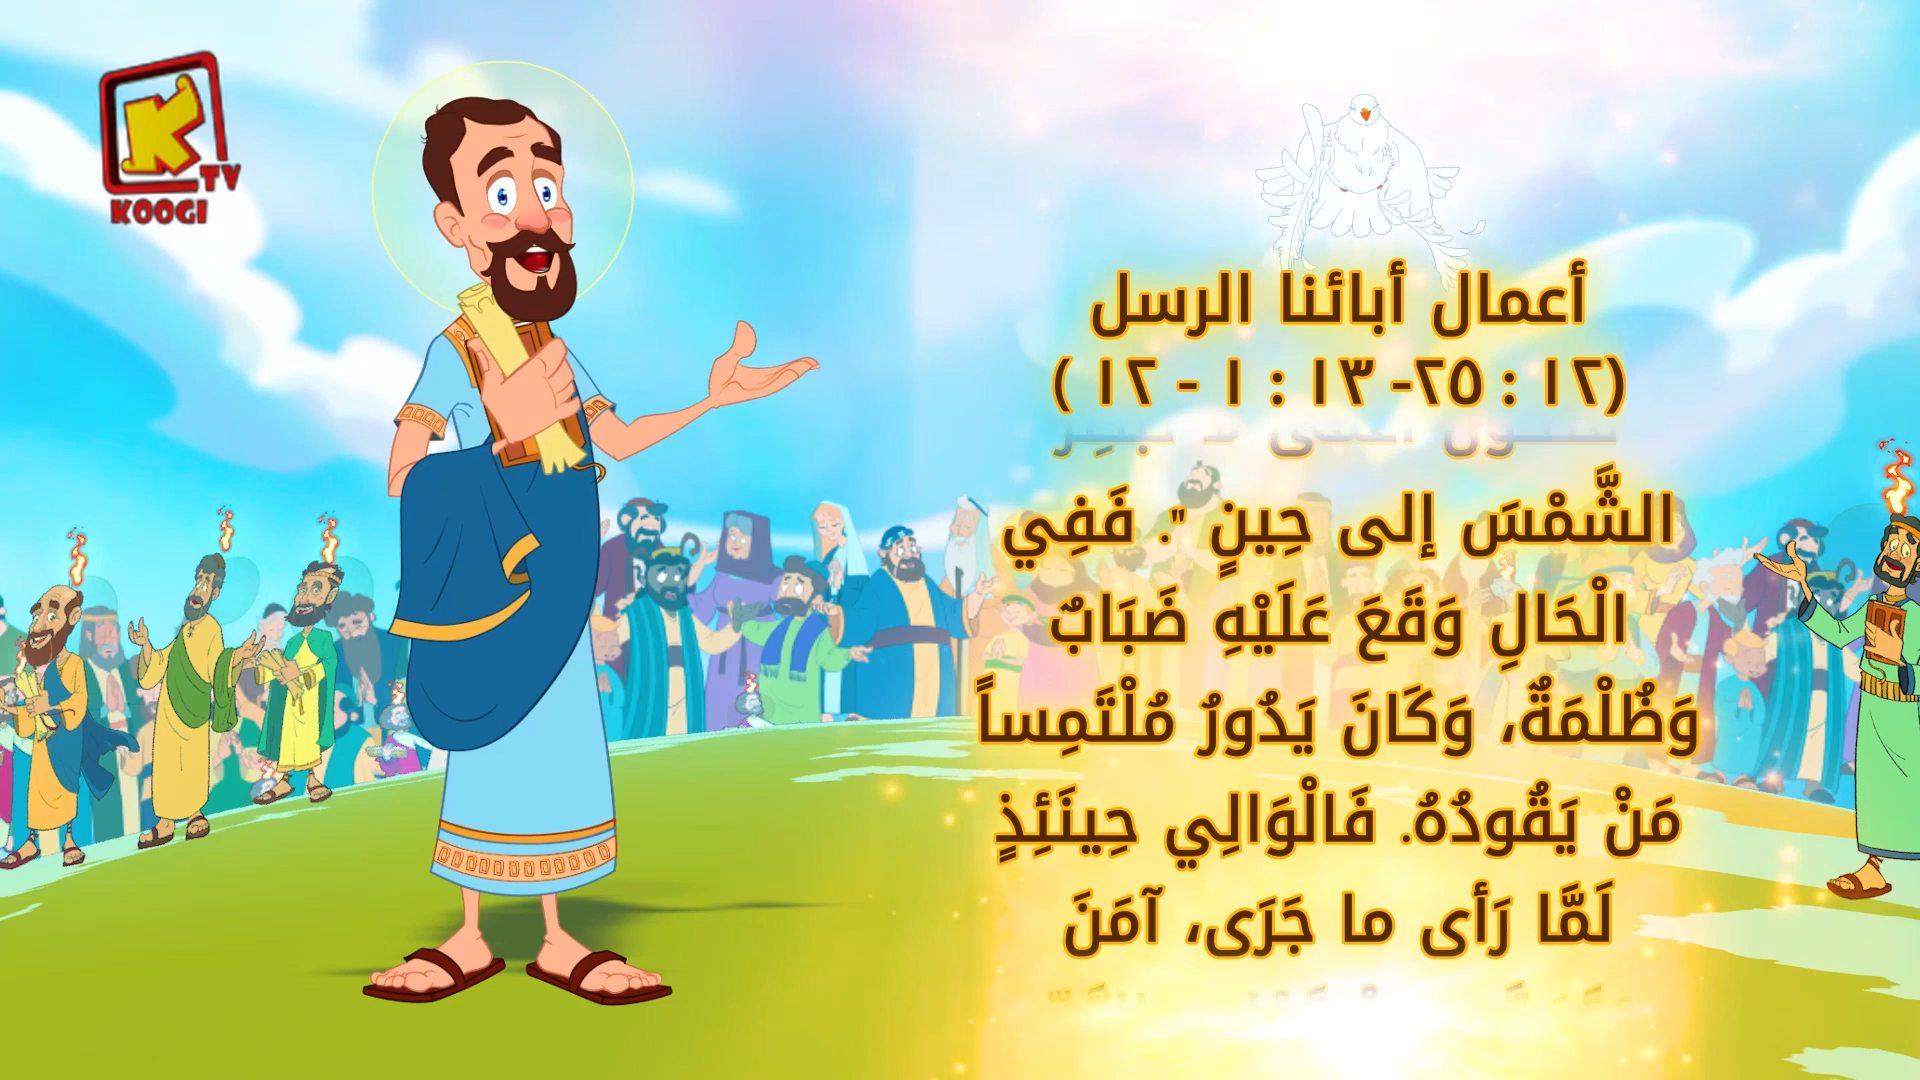 K TV
KOOGI
أعمال أبائنا الرسل
(١٢ : ٢٥- ١٣ : ١ - ١٢ )
الشَّمْسَ إلى حِينٍ ". فَفِي
الْحَالِ وَقَعَ عَلَيْهِ ضَبَابٌ
وَظُلْمَةٌ، وَكَانَ يَدُورُ مُلْتَمِساً
مَنْ يَقُودُهُ. فَالْوَالِي حِينَئِذٍ
لَمَّا رَأى ما جَرَى، آمَنَ